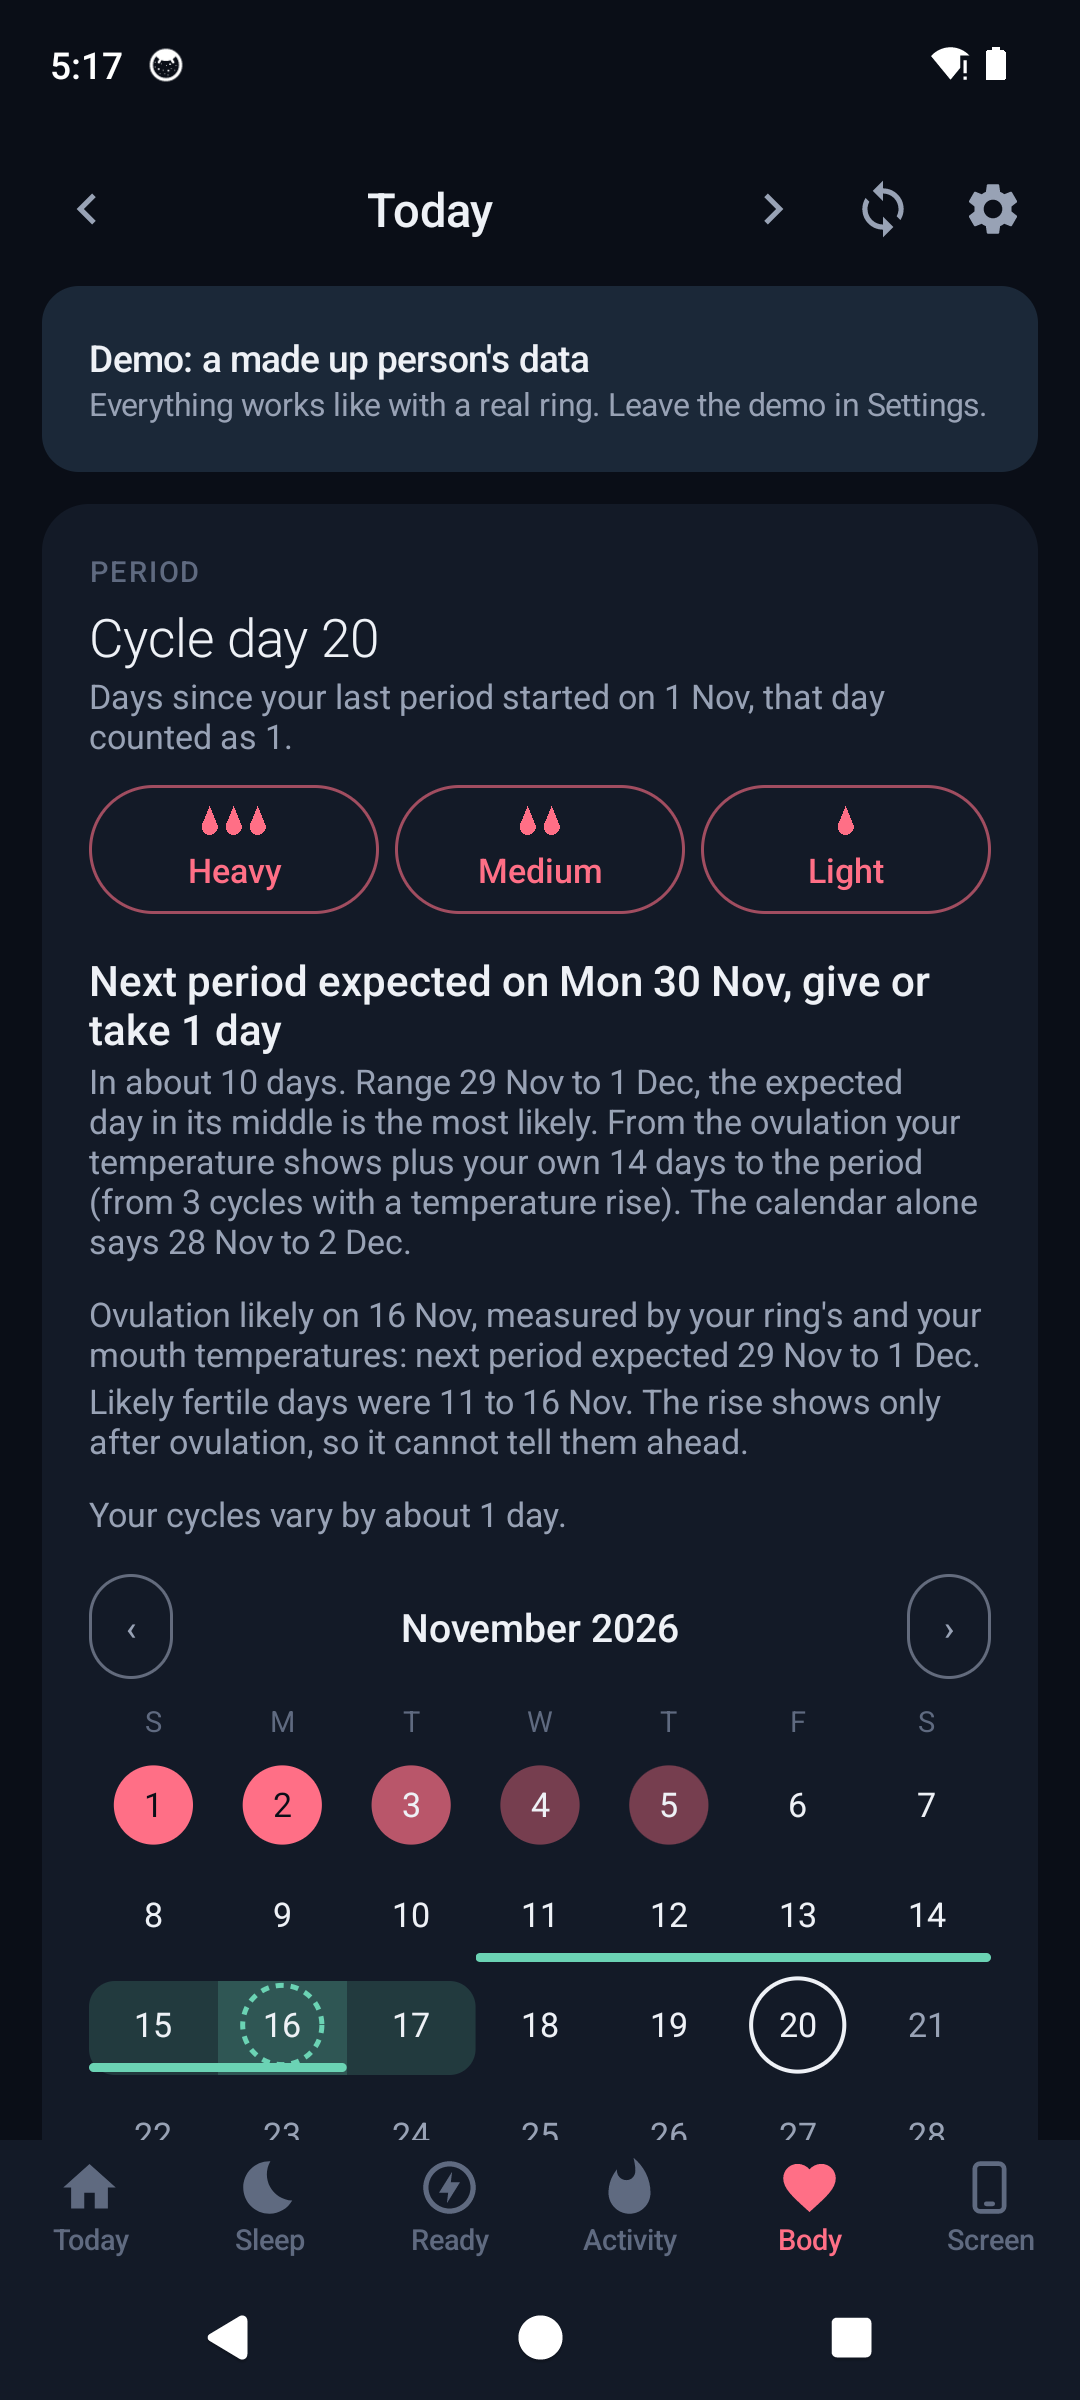 5:17
Today
Demo: a made up person's data
Everything works like with a real ring. Leave the demo in Settings.
PERIOD
Cycle day 20
Days since your last period started on 1 Nov, that day
counted as 1.
Heavy Medium Light
Next period expected on Mon 30 Nov, give or
take 1 day
In about 10 days. Range 29 Nov to 1 Dec, the expected
day in its middle is the most likely. From the ovulation your
temperature shows plus your own 14 days to the period
(from 3 cycles with a temperature rise). The calendar alone
says 28 Nov to 2 Dec.
Ovulation likely on 16 Nov, measured by your ring's and your
mouth temperatures: next period expected 29 Nov to 1 Dec.
Likely fertile days were 11 to 16 Nov. The rise shows only
after ovulation, so it cannot tell them ahead.
Your cycles vary by about 1 day.
‹ November 2026 ›
S M T W T F S
1 2 3 4 5 6 7
8 9 10 11 12 13 14
15 16 17 18 19 20 21
22 23 24 25 26 27 28
Today Sleep Ready Activity Body Screen